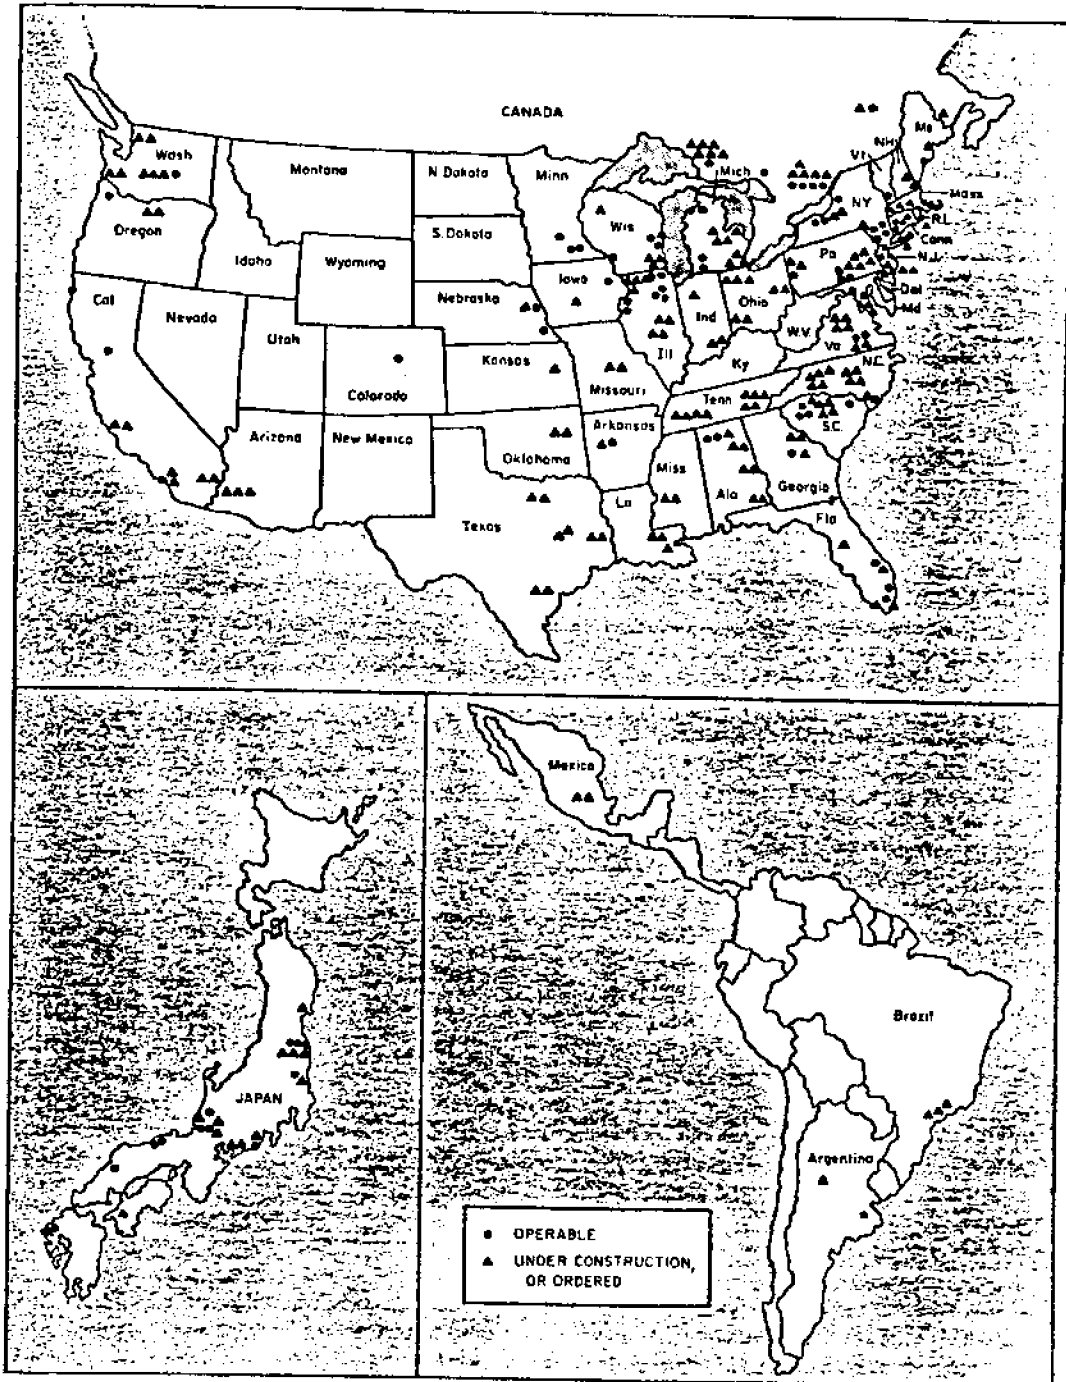 CANADA
Wash
Montana
N Dakota
Minn
Mich
Me
NH
Vt
Mass
Oregon
Idaho
Wyoming
S. Dakota
Wis
NY
R.I.
Conn
N.J.
Pa
Del
Md
Cal
Nevada
Utah
Colorado
Nebraska
Iowa
Ill
Ind
Ohio
W.V.
Va
Kansas
Missouri
Ky
N.C.
Tenn
S.C.
Arizona
New Mexico
Oklahoma
Arkansas
Miss
Ala
Georgia
Texas
La
Fla
JAPAN
Mexico
Brazil
Argentina
OPERABLE
UNDER CONSTRUCTION,
OR ORDERED